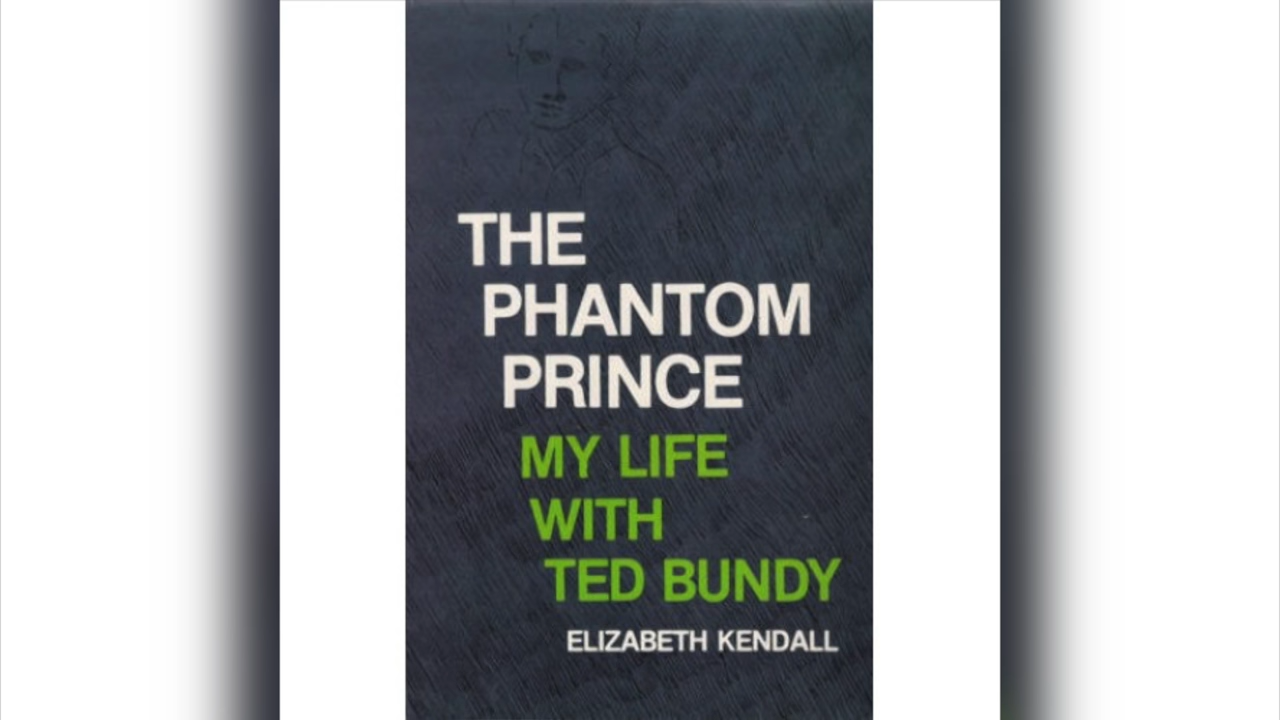 THE
PHANTOM
PRINCE
MY LIFE
WITH
TED BUNDY
ELIZABETH KENDALL